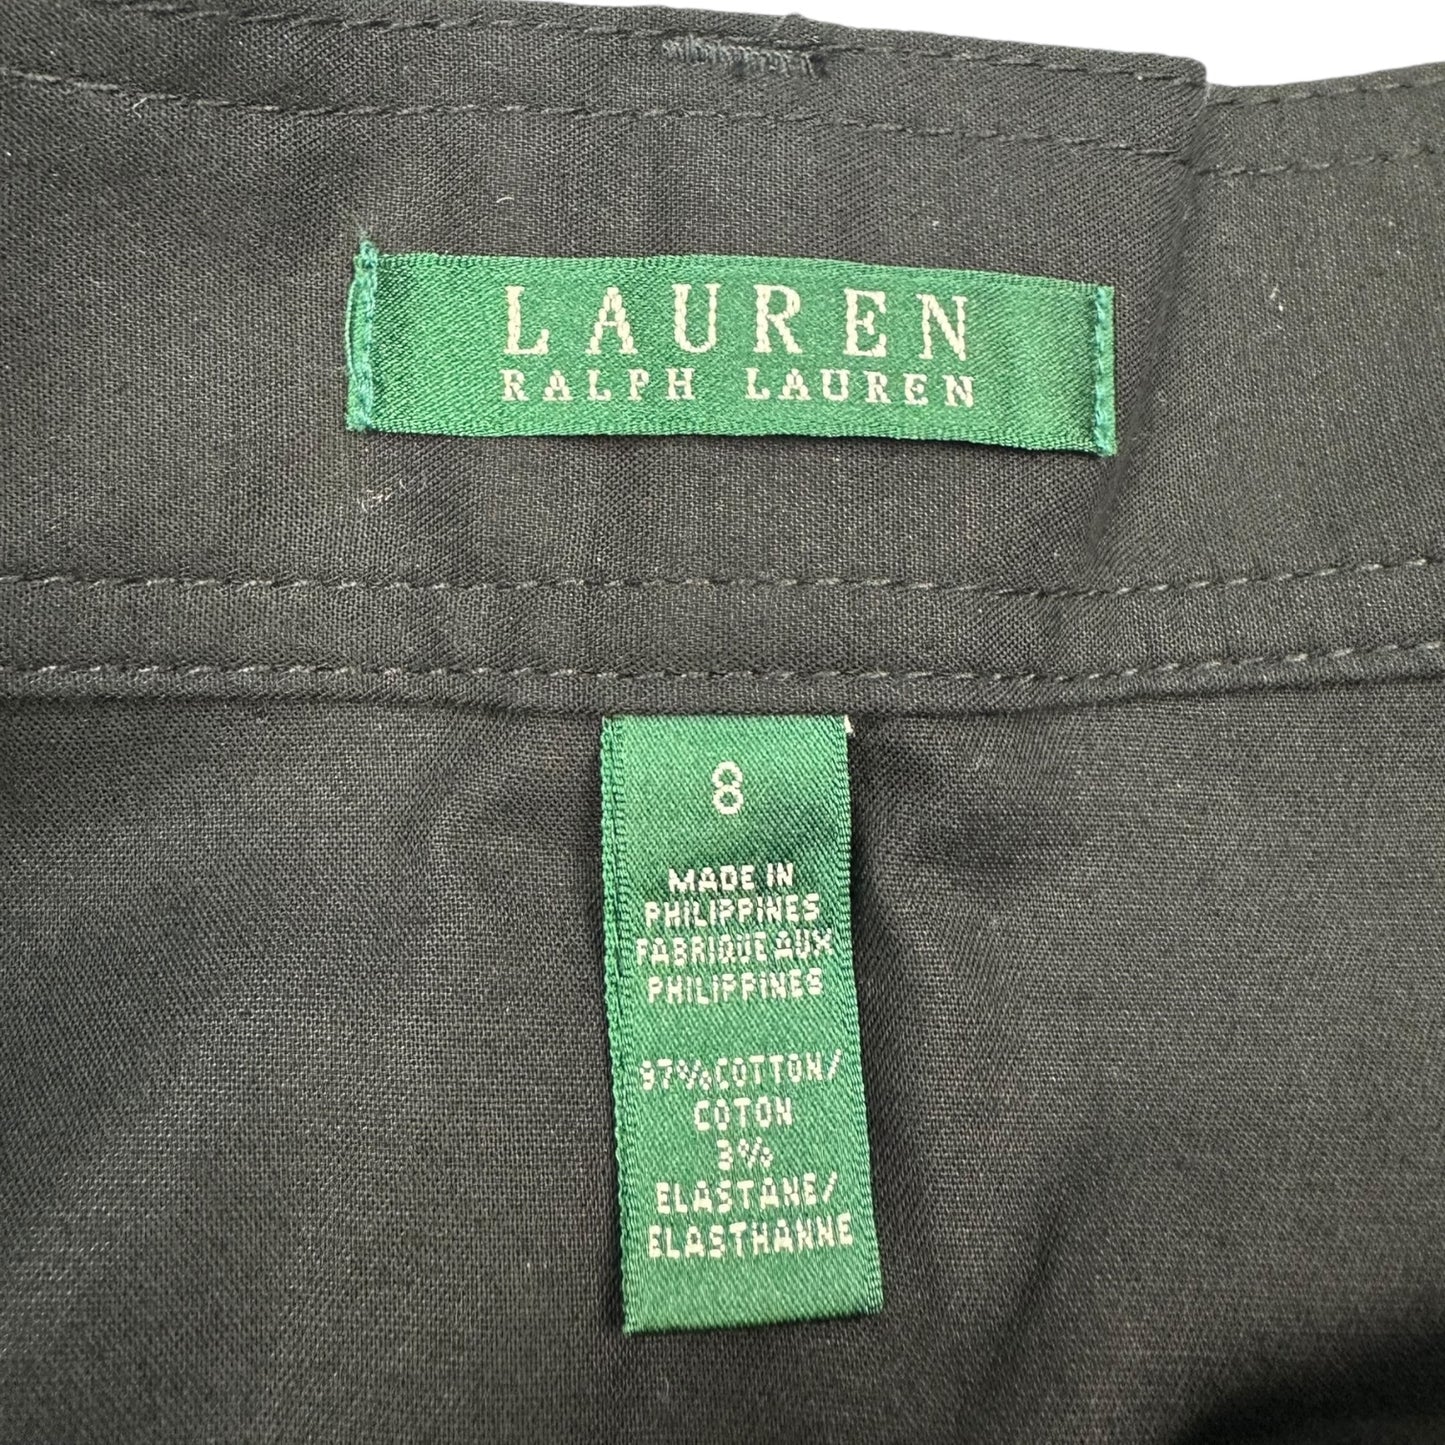 LAUREN
RALPH LAUREN
8
MADE IN
PHILIPPINES
FABRIQUE AUX
PHILIPPINES
97% COTTON/
COTON
3%
ELASTANE/
ELASTHANNE